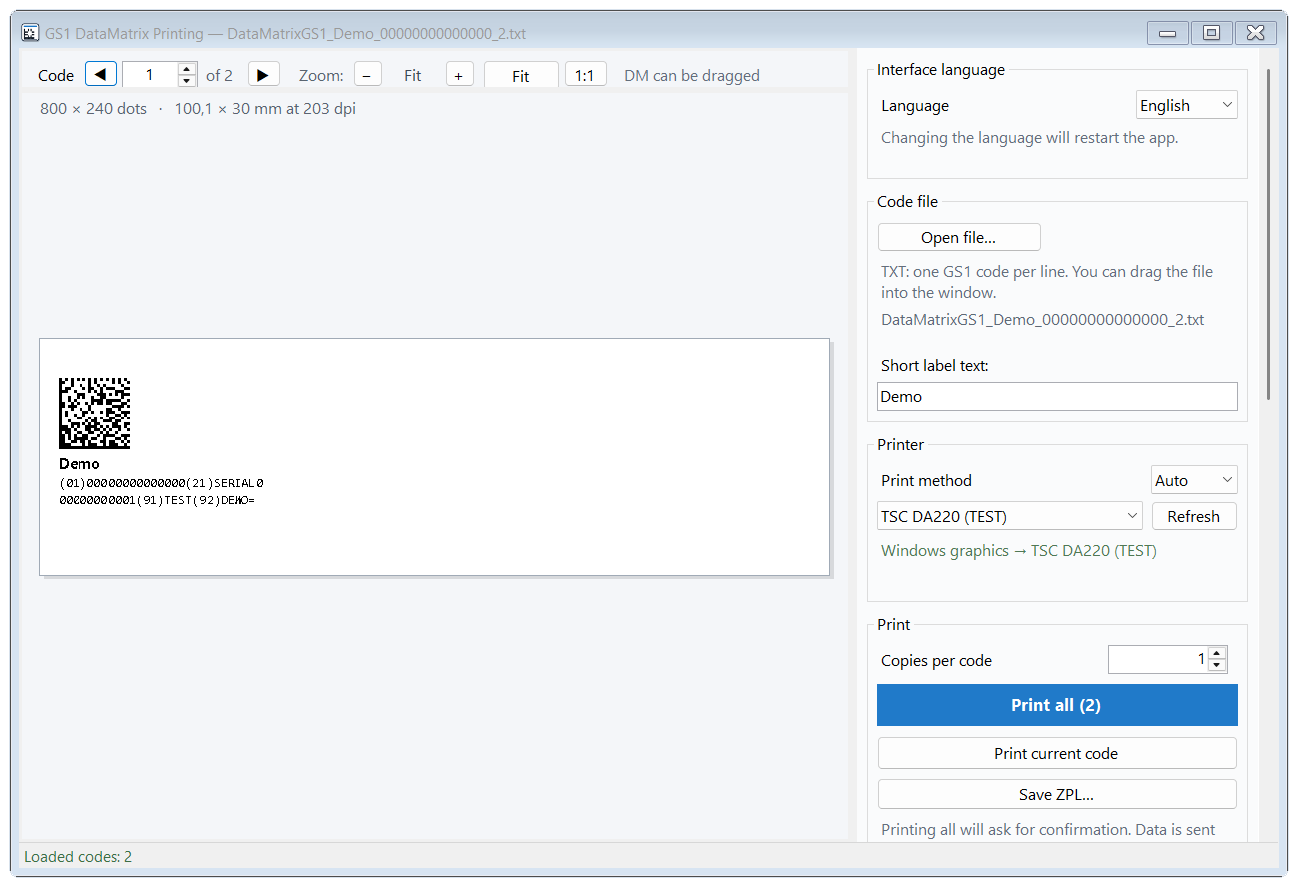 GS1 DataMatrix Printing — DataMatrixGS1_Demo_00000000000000_2.txt
Code 1 of 2 Zoom: – Fit + Fit 1:1 DM can be dragged
800 × 240 dots · 100,1 × 30 mm at 203 dpi
Demo
(01)00000000000000(21)SERIAL0
00000000001(91)TEST(92)DEMO=
Interface language
Language English
Changing the language will restart the app.
Code file
Open file...
TXT: one GS1 code per line. You can drag the file
into the window.
DataMatrixGS1_Demo_00000000000000_2.txt
Short label text:
Demo
Printer
Print method Auto
TSC DA220 (TEST) Refresh
Windows graphics → TSC DA220 (TEST)
Print
Copies per code 1
Print all (2)
Print current code
Save ZPL...
Printing all will ask for confirmation. Data is sent
Loaded codes: 2